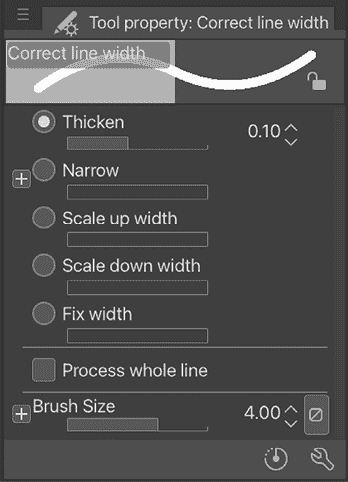 Tool property: Correct line width
Correct line width
Thicken 0.10
Narrow
Scale up width
Scale down width
Fix width
Process whole line
Brush Size 4.00